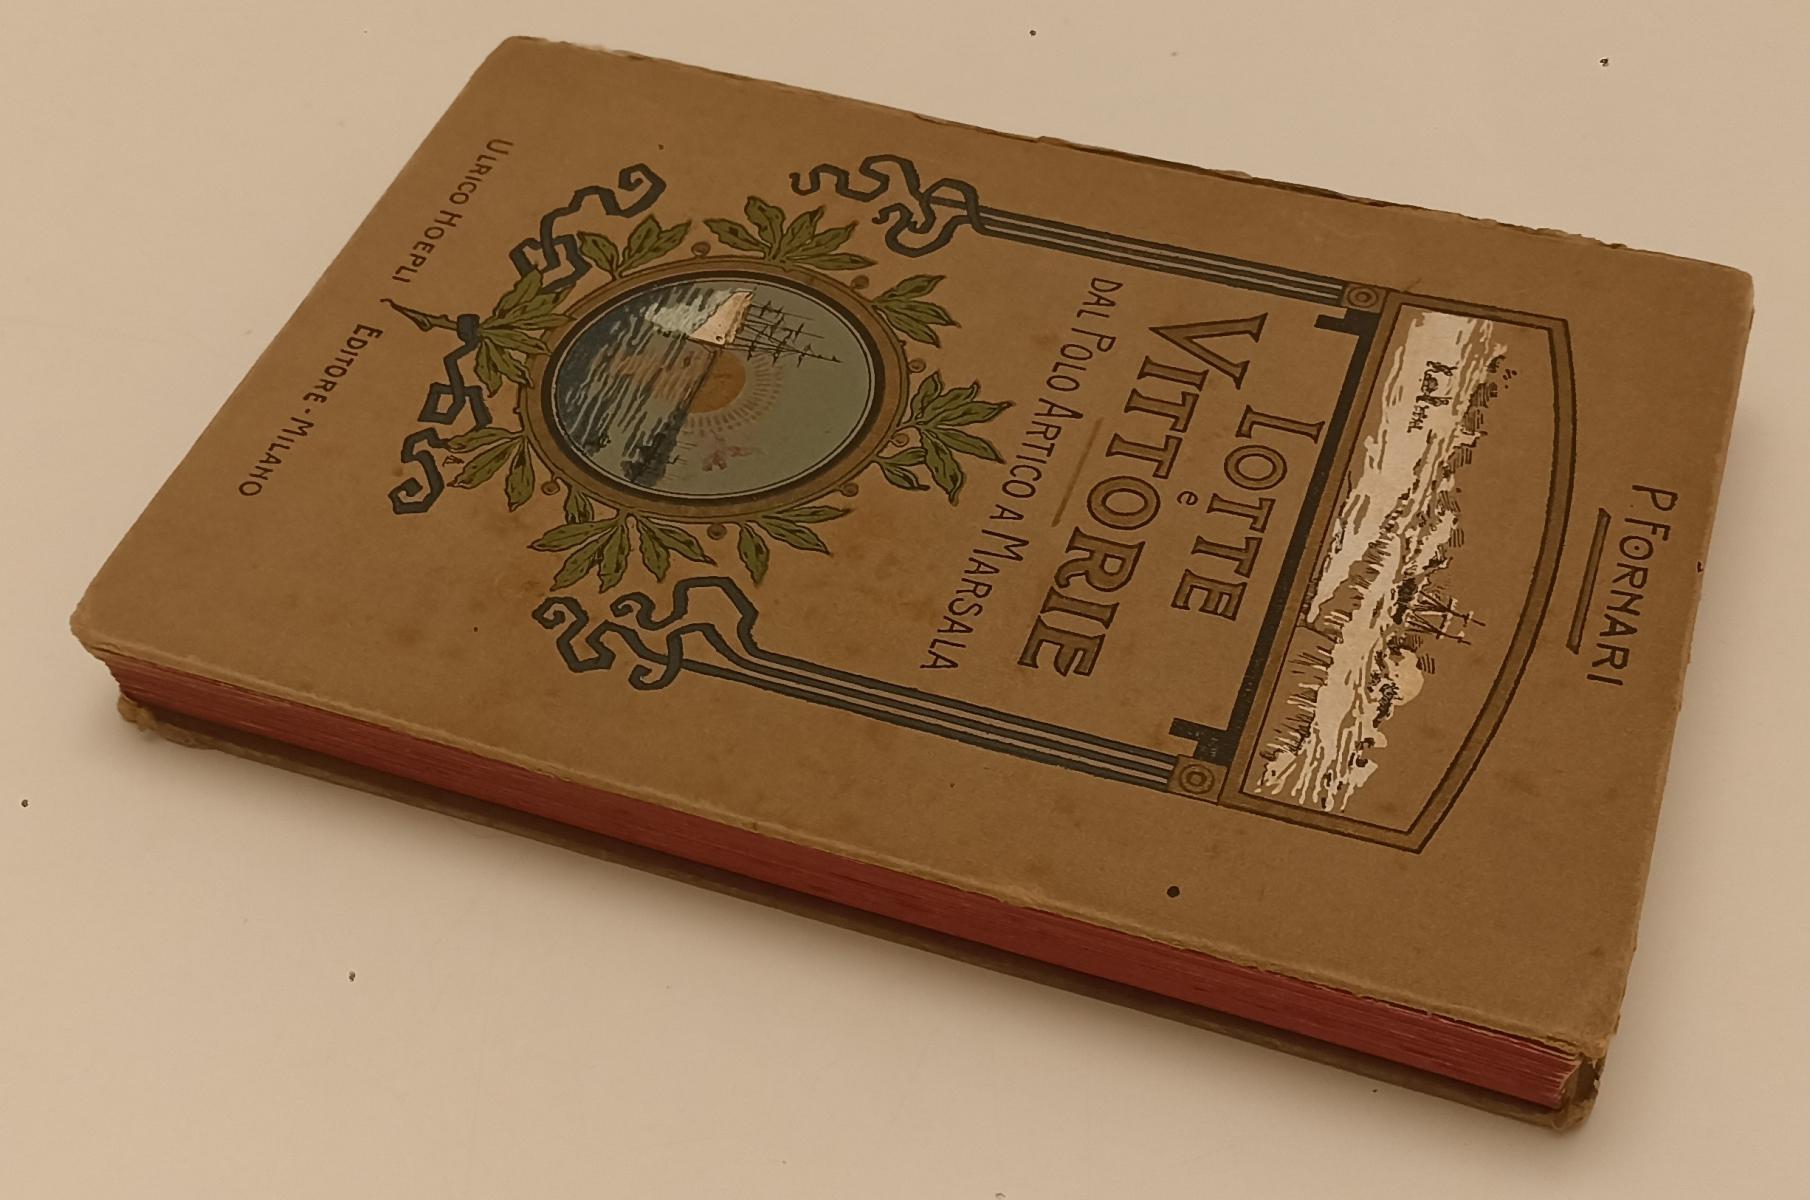 P. FORNARI
LOTTE
e
VITTORIE
DAL POLO ARTICO A MARSALA
ULRICO HOEPLI EDITORE - MILANO